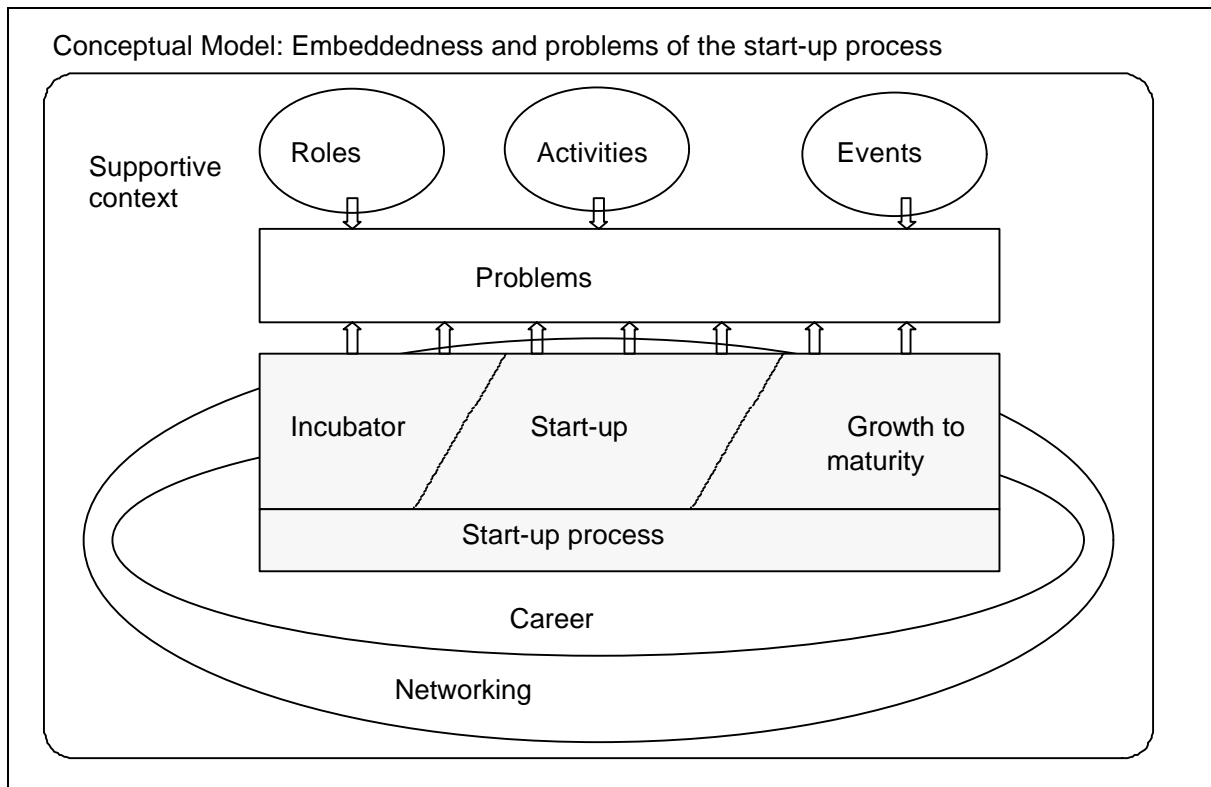 Conceptual Model: Embeddedness and problems of the start-up process
Roles
Activities
Events
Supportive
context
Problems
Incubator
Start-up
Growth to
maturity
Start-up process
Career
Networking